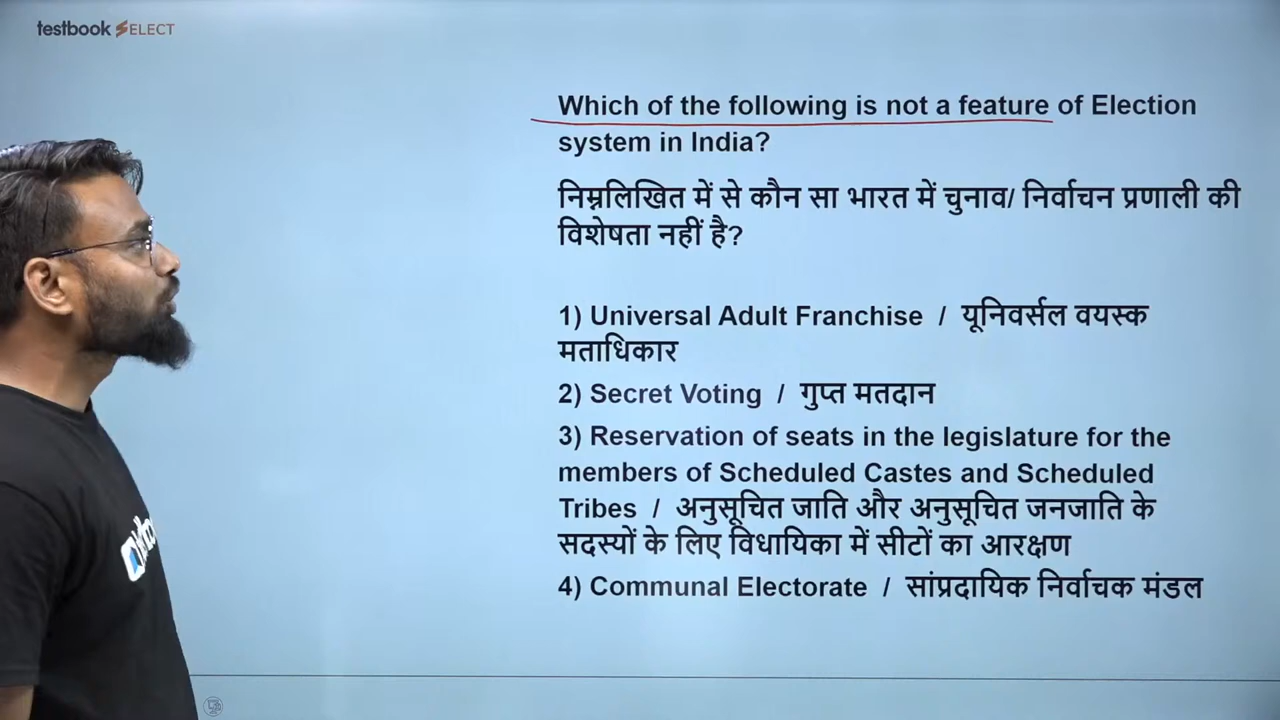 testbook SELECT
Which of the following is not a feature of Election
system in India?
निम्नलिखित में से कौन सा भारत में चुनाव/ निर्वाचन प्रणाली की
विशेषता नहीं है?
1) Universal Adult Franchise / यूनिवर्सल वयस्क
मताधिकार
2) Secret Voting / गुप्त मतदान
3) Reservation of seats in the legislature for the
members of Scheduled Castes and Scheduled
Tribes / अनुसूचित जाति और अनुसूचित जनजाति के
सदस्यों के लिए विधायिका में सीटों का आरक्षण
4) Communal Electorate / सांप्रदायिक निर्वाचक मंडल